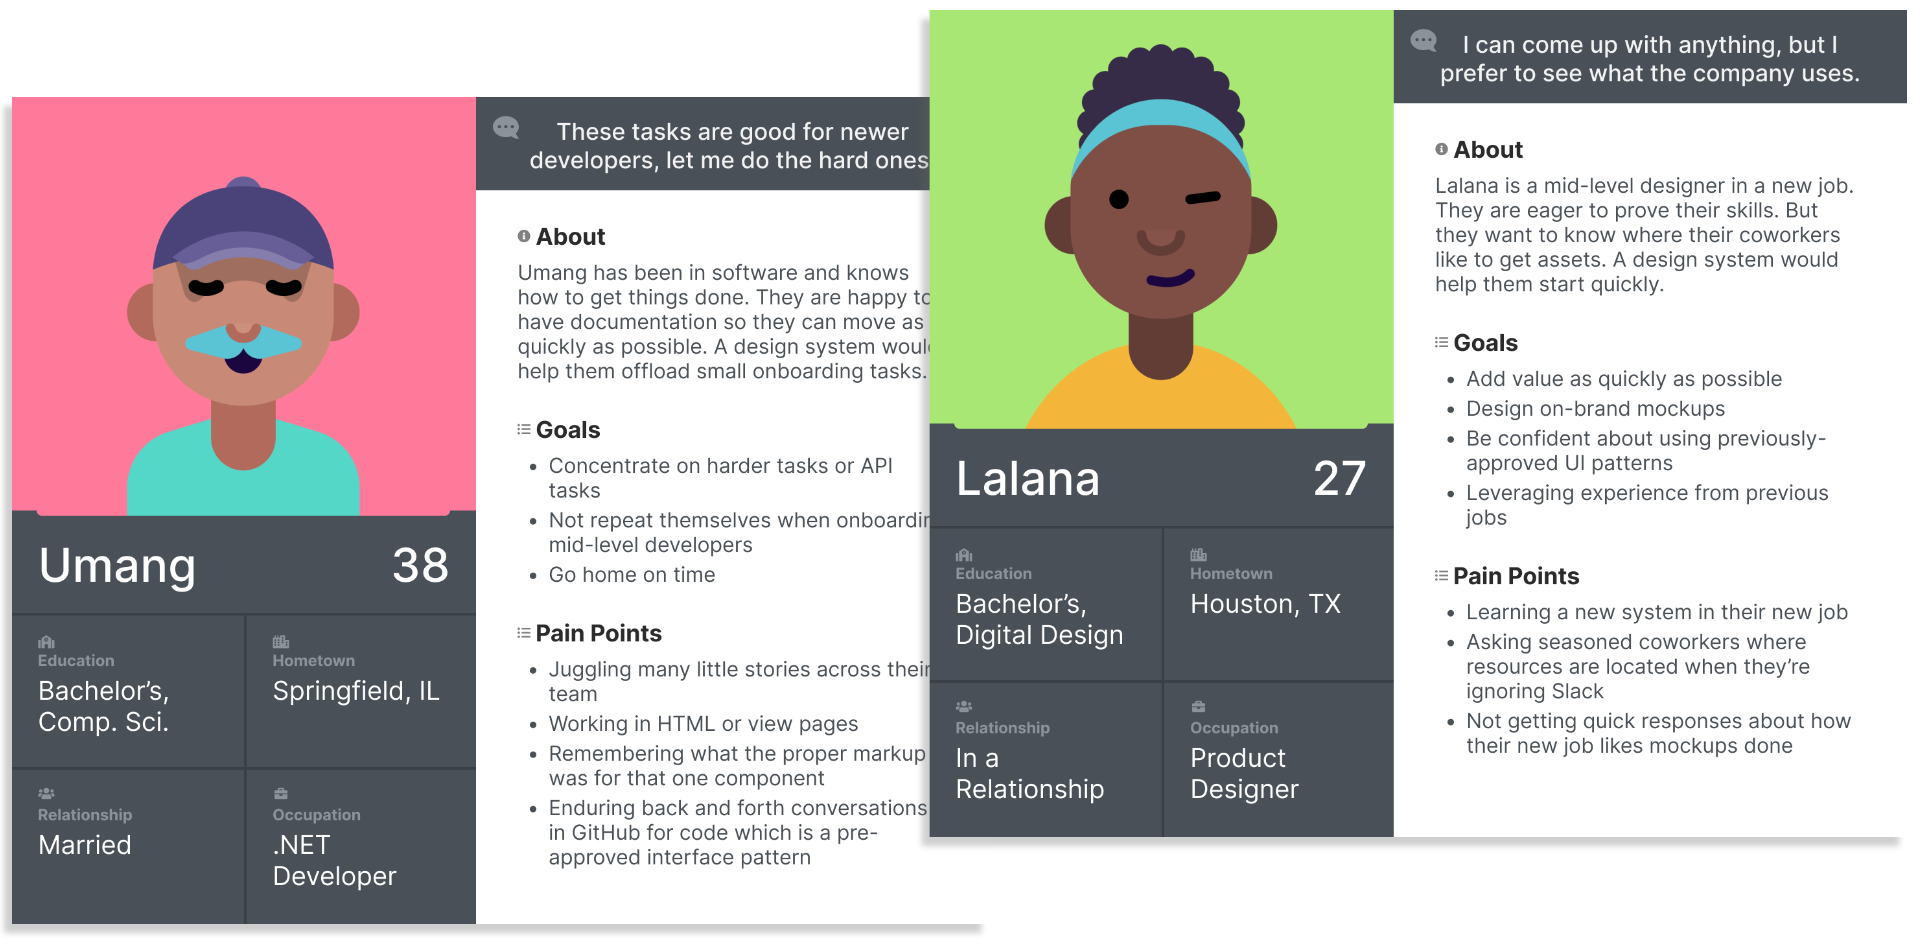 These tasks are good for newer
developers, let me do the hard ones
About
Umang has been in software and knows
how to get things done. They are happy to
have documentation so they can move as
quickly as possible. A design system
help them offload small onboarding tasks.
Goals
• Concentrate on harder tasks or API
tasks
• Not repeat themselves when
mid-level developers
• Go home on time
Pain Points
• Juggling many little stories across their
team
• Working in HTML or view pages
• Remembering what the proper markup
was for that one component
• Enduring back and forth conversations
in GitHub for code which is a pre-
approved interface pattern
Umang 38
Education
Bachelor’s,
Comp. Sci.
Hometown
Springfield, IL
Relationship
Married
Occupation
.NET
Developer
I can come up with anything, but I
prefer to see what the company uses.
About
Lalana is a mid-level designer in a new job.
They are eager to prove their skills. But
they want to know where their coworkers
like to get assets. A design system would
help them start quickly.
Goals
• Add value as quickly as possible
• Design on-brand mockups
• Be confident about using previously-
approved UI patterns
• Leveraging experience from previous
jobs
Pain Points
• Learning a new system in their new job
• Asking seasoned coworkers where
resources are located when they’re
ignoring Slack
• Not getting quick responses about how
their new job likes mockups done
Lalana 27
Education
Bachelor’s,
Digital Design
Hometown
Houston, TX
Relationship
In a
Relationship
Occupation
Product
Designer